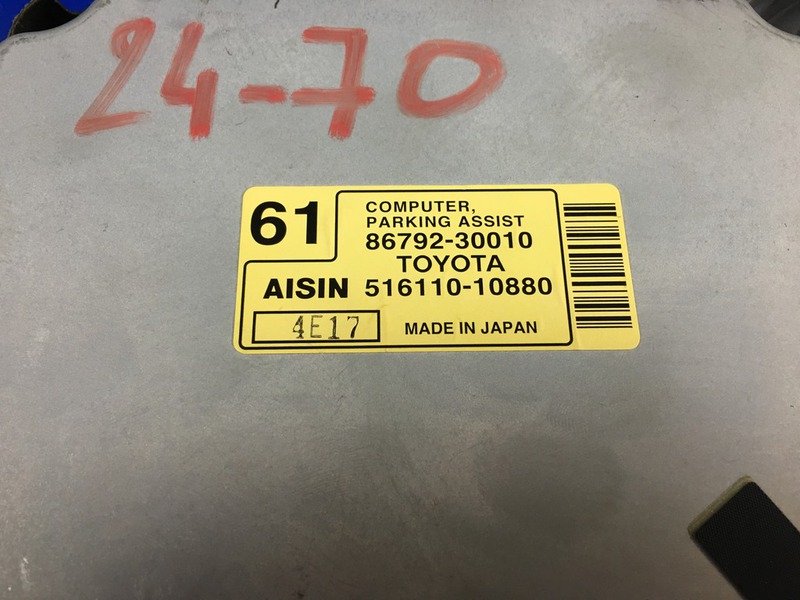 24-70
61
COMPUTER,
PARKING ASSIST
86792-30010
TOYOTA
AISIN 516110-10880
4E17 MADE IN JAPAN